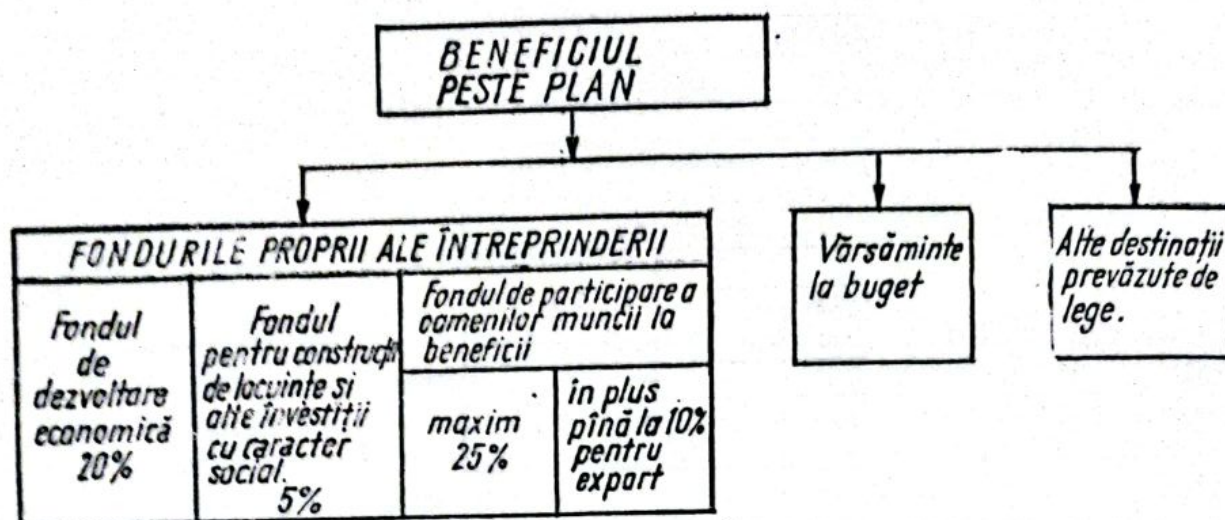 BENEFICIUL
PESTE PLAN
FONDURILE PROPRII ALE ÎNTREPRINDERII
Fondul
de
dezvoltare
economică
20%
Fondul
pentru construcții
de locuințe și
alte investiții
cu caracter
social.
5%
Fondul de participare a
oamenilor muncii la
beneficii
maxim
25%
în plus
pînă la 10%
pentru
export
Vărsăminte
la buget
Alte destinații
prevăzute de
lege.